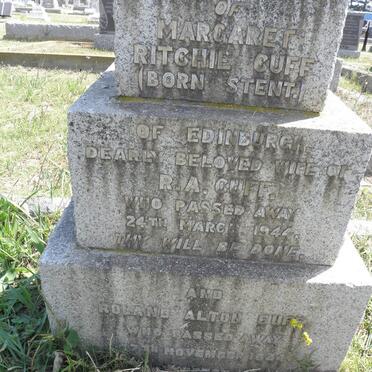 OF
MARGARET
RITCHIE CUFF
(BORN STENT)
OF EDINBURGH
DEARLY BELOVED WIFE OF
R.A. CUFF
WHO PASSED AWAY
24TH MARCH 1944.
THY WILL BE DONE.
AND
ROLAND ALTON CUFF
WHO PASSED AWAY
NOVEMBER